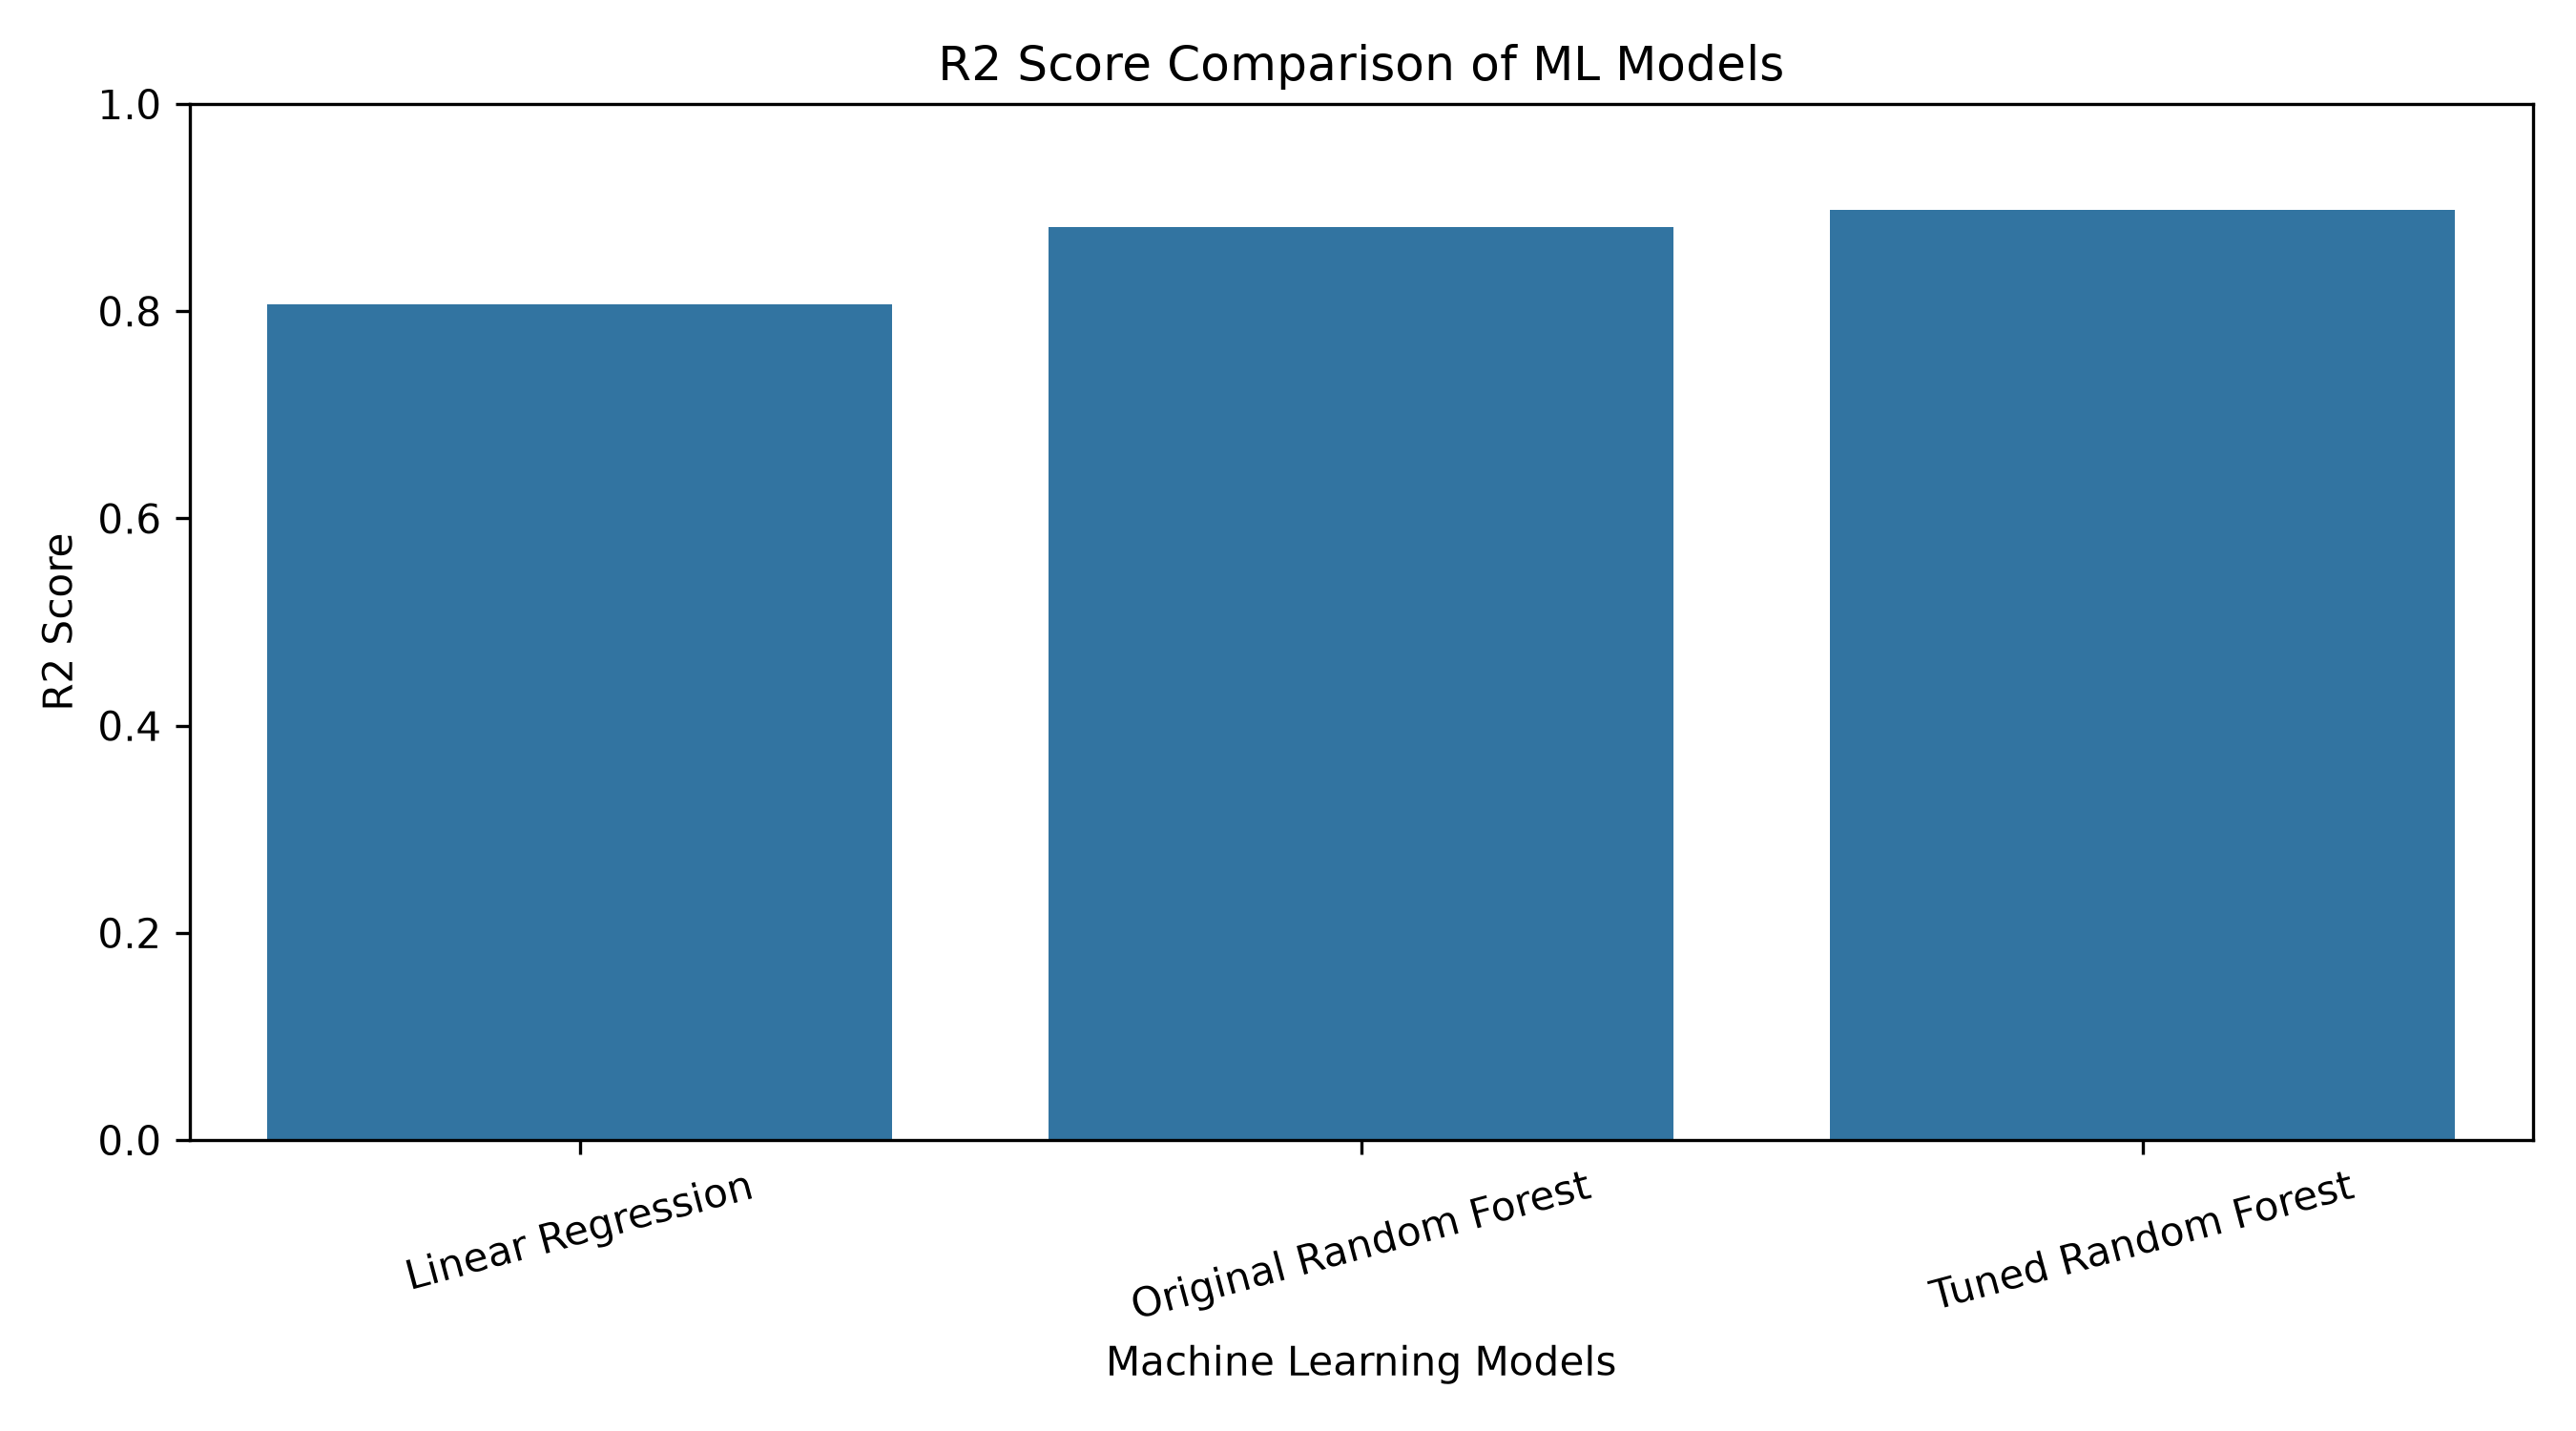 R2 Score Comparison of ML Models
1.0
0.8
0.6
0.4
0.2
0.0
R2 Score
Linear Regression
Original Random Forest
Tuned Random Forest
Machine Learning Models